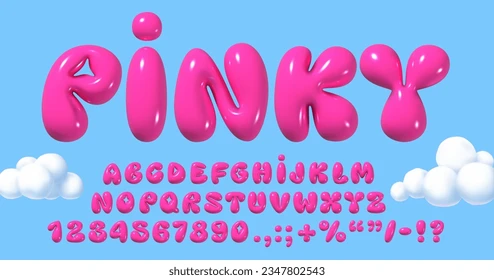 PiNKY
ABCDEFGHiJKLM
NOPQRSTUVWXYZ
1234567890.,:;+%“”/-!?
shutterstock.com · 2347802543